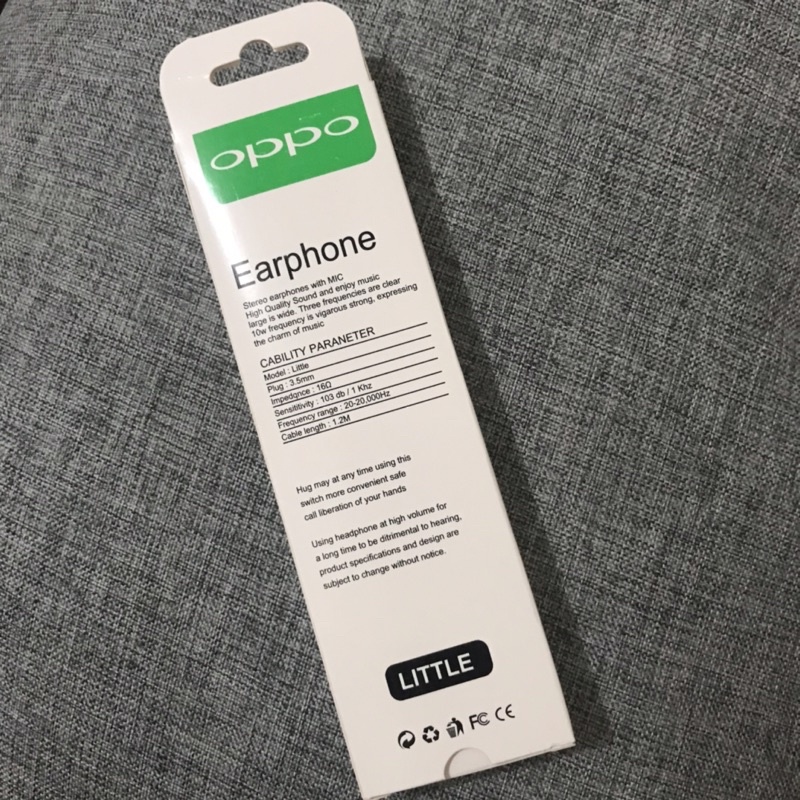 oppo
Earphone
Stereo earphones with MIC
High Quality Sound and enjoy music
large is wide. Three frequencies are clear
10w frequency is vigarous strong, expressing
the charm of music
CABILITY PARANETER
Model : Little
Plug : 3.5mm
Impedqnce : 16Ω
Sensititivity : 103 db / 1 Khz
Frequency range : 20-20,000Hz
Cable length : 1.2M
Hug may at any time using this
switch more convenient safe
call liberation of your hands
Using headphone at high volume for
a long time to be ditrimental to hearing,
product specifications and design are
subject to change without notice.
LITTLE
FC CE